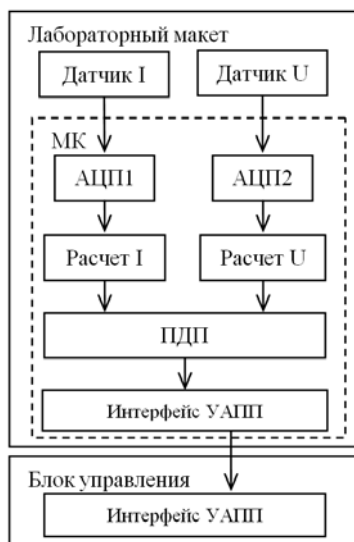 Лабораторный макет
Датчик I
Датчик U
МК
АЦП1
АЦП2
Расчет I
Расчет U
ПДП
Интерфейс УАПП
Блок управления
Интерфейс УАПП